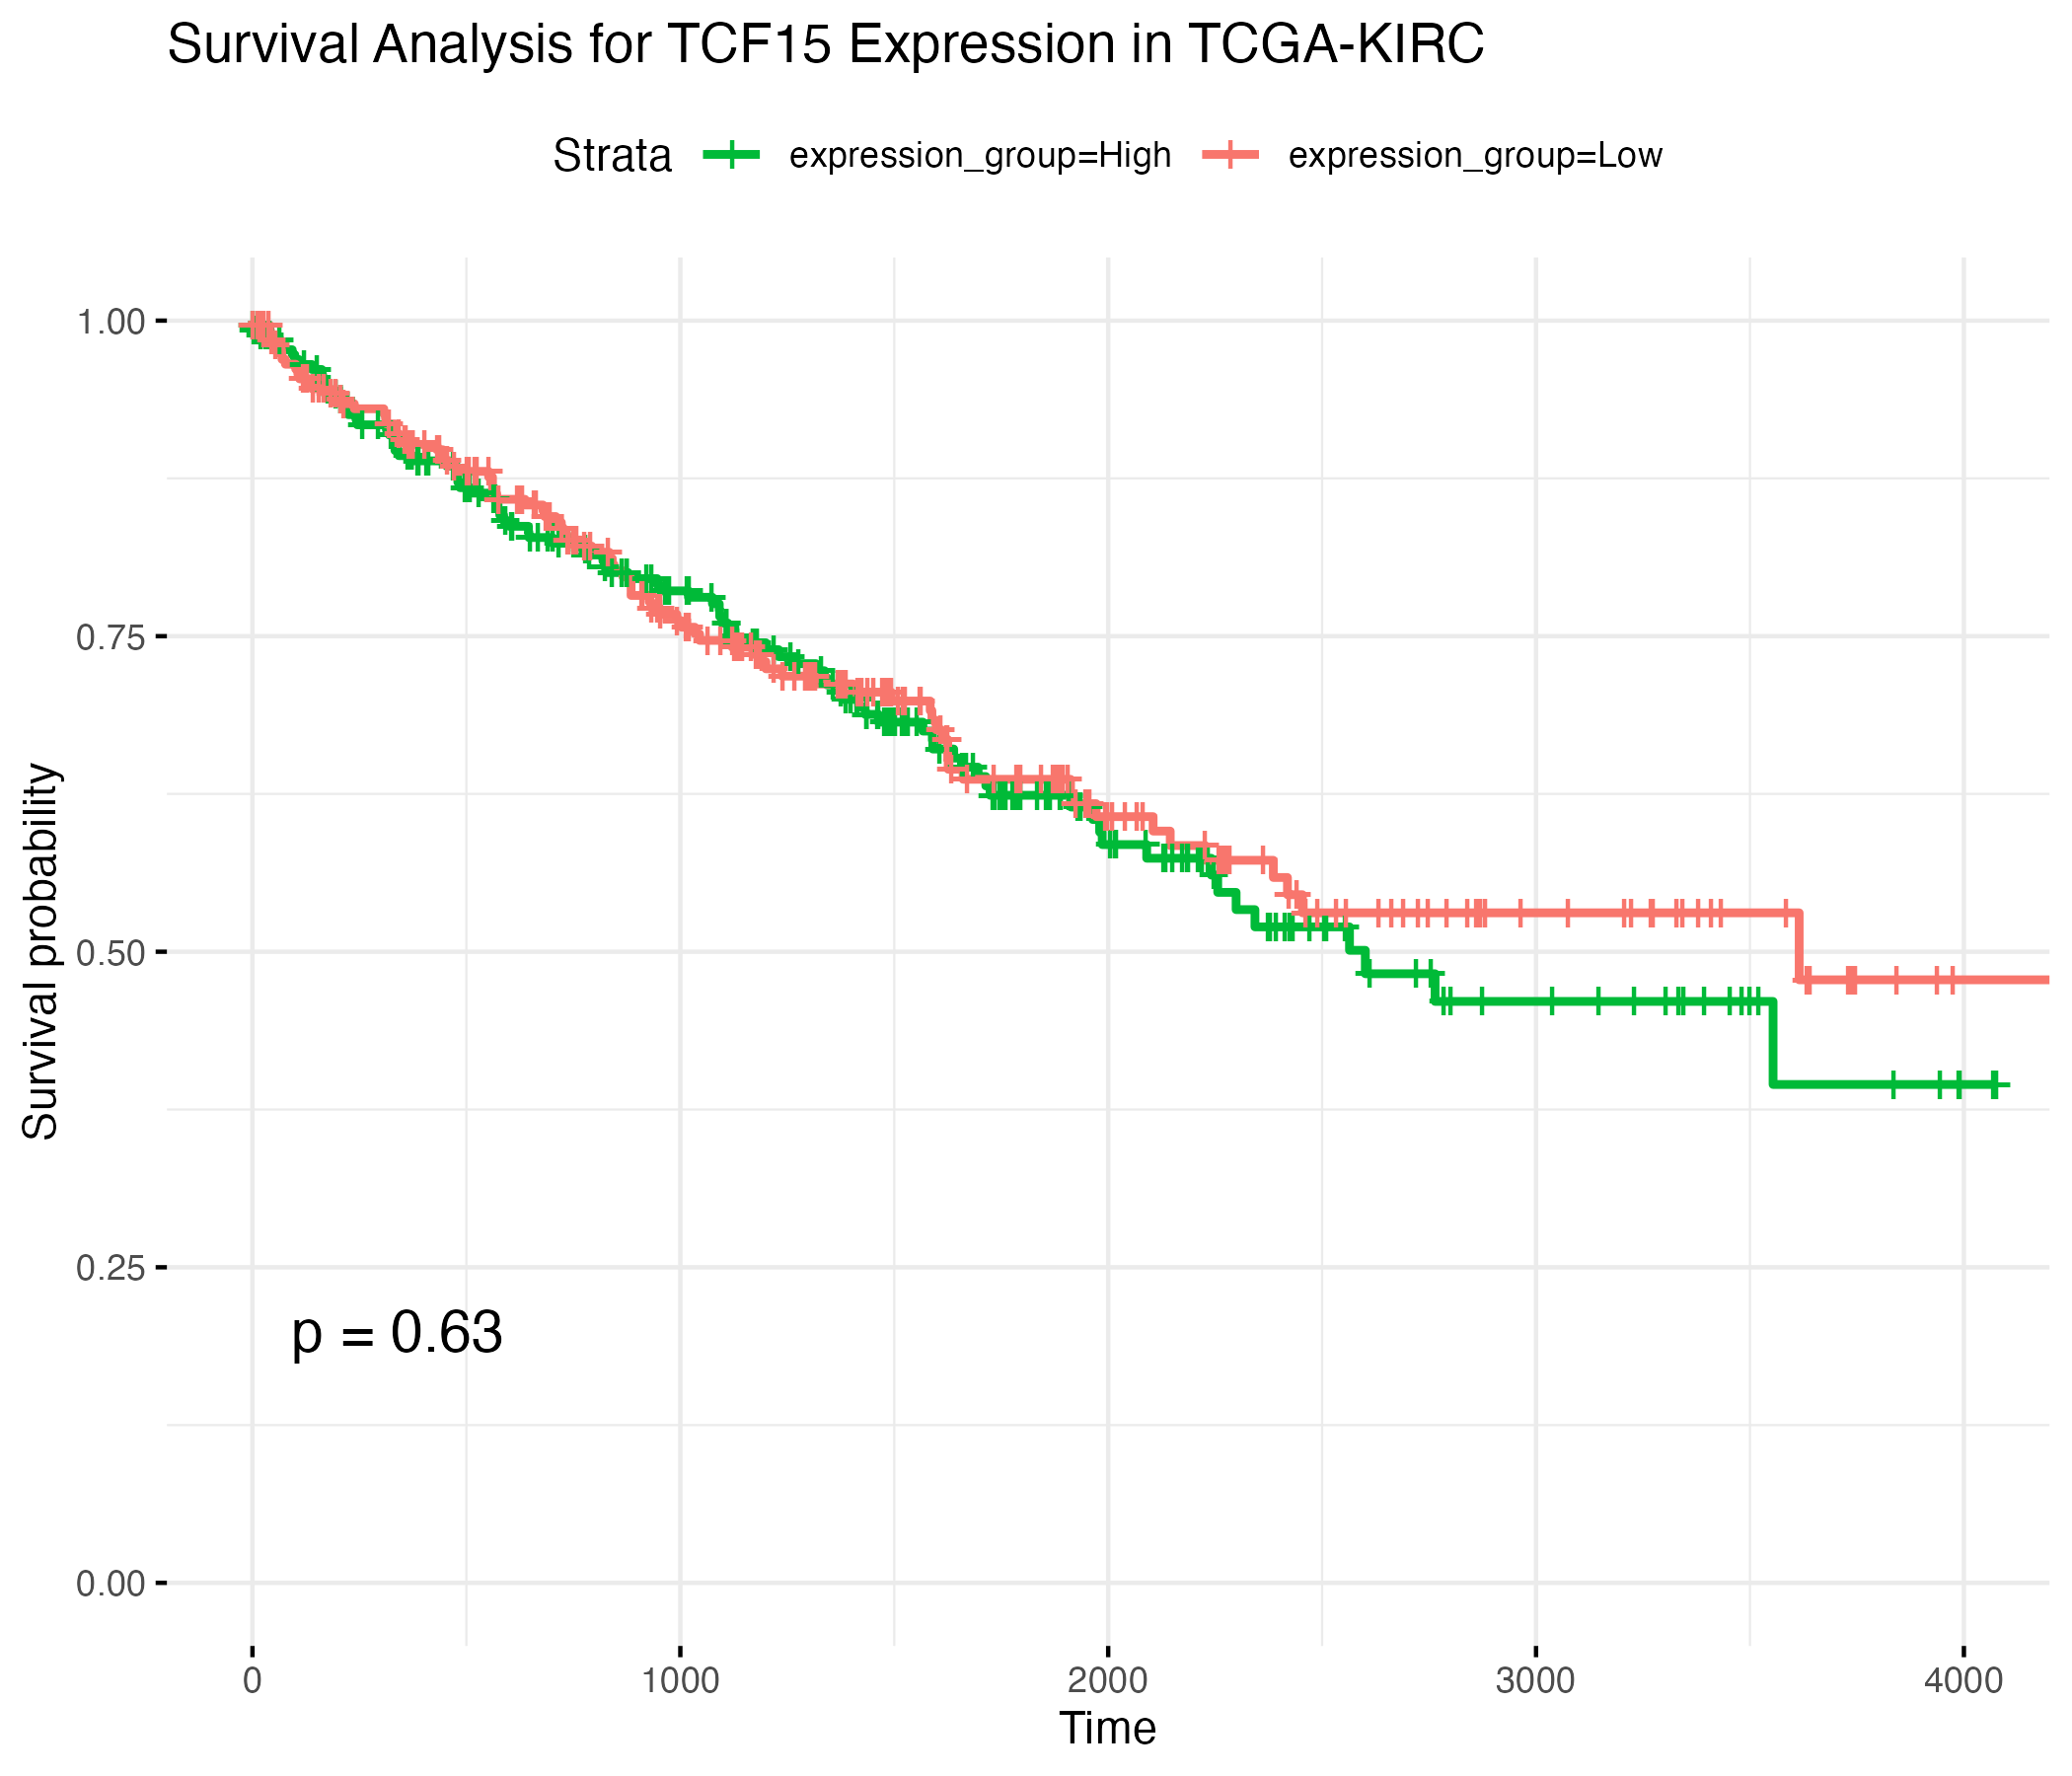 Survival Analysis for TCF15 Expression in TCGA-KIRC
Strata expression_group=High expression_group=Low
Survival probability
1.00
0.75
0.50
0.25
0.00
p = 0.63
0 1000 2000 3000 4000
Time